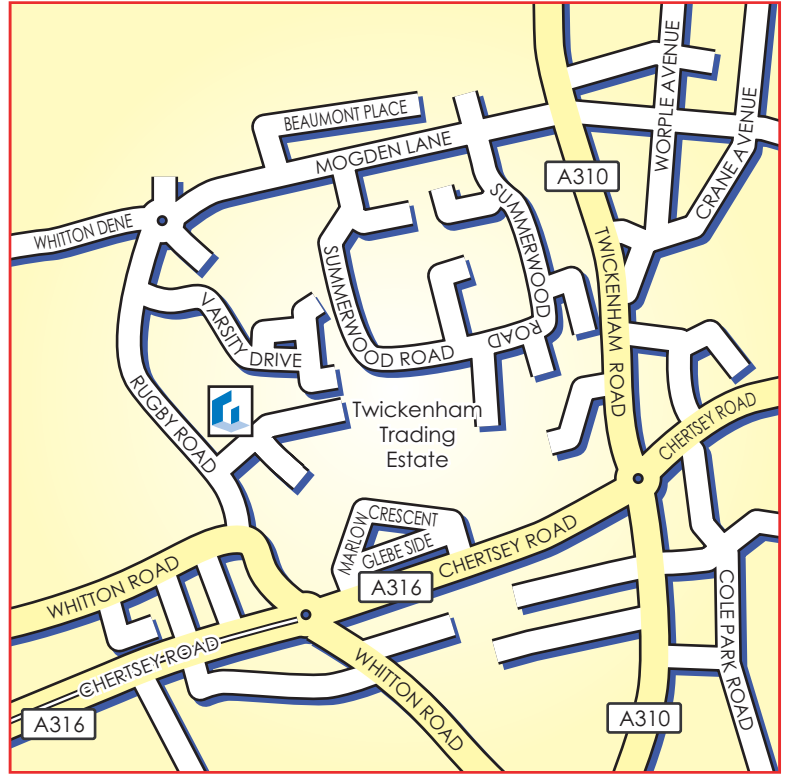 WORPLE AVENUE
CRANE AVENUE
BEAUMONT PLACE
MOGDEN LANE
A310
WHITTON DENE
SUMMERWOOD ROAD
SUMMERWOOD ROAD
TWICKENHAM ROAD
VARSITY DRIVE
RUGBY ROAD
Twickenham
Trading
Estate
CHERTSEY ROAD
MARLOW CRESCENT
GLEBE SIDE
CHERTSEY ROAD
A316
WHITTON ROAD
COLE PARK ROAD
CHERTSEY ROAD
WHITTON ROAD
A316
A310